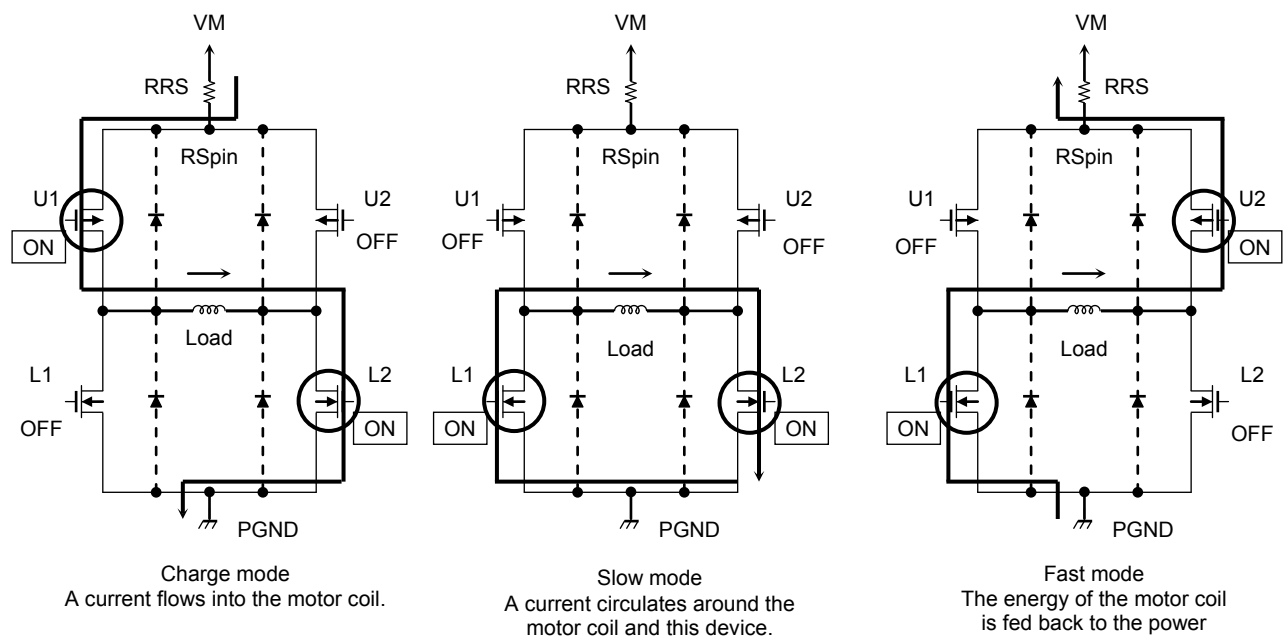 VM
RRS
RSpin
U1
ON
U2
OFF
Load
L1
OFF
L2
ON
PGND
Charge mode
A current flows into the motor coil.
VM
RRS
RSpin
U1
OFF
U2
OFF
Load
L1
ON
L2
ON
PGND
Slow mode
A current circulates around the
motor coil and this device.
VM
RRS
RSpin
U1
OFF
U2
ON
Load
L1
ON
L2
OFF
PGND
Fast mode
The energy of the motor coil
is fed back to the power